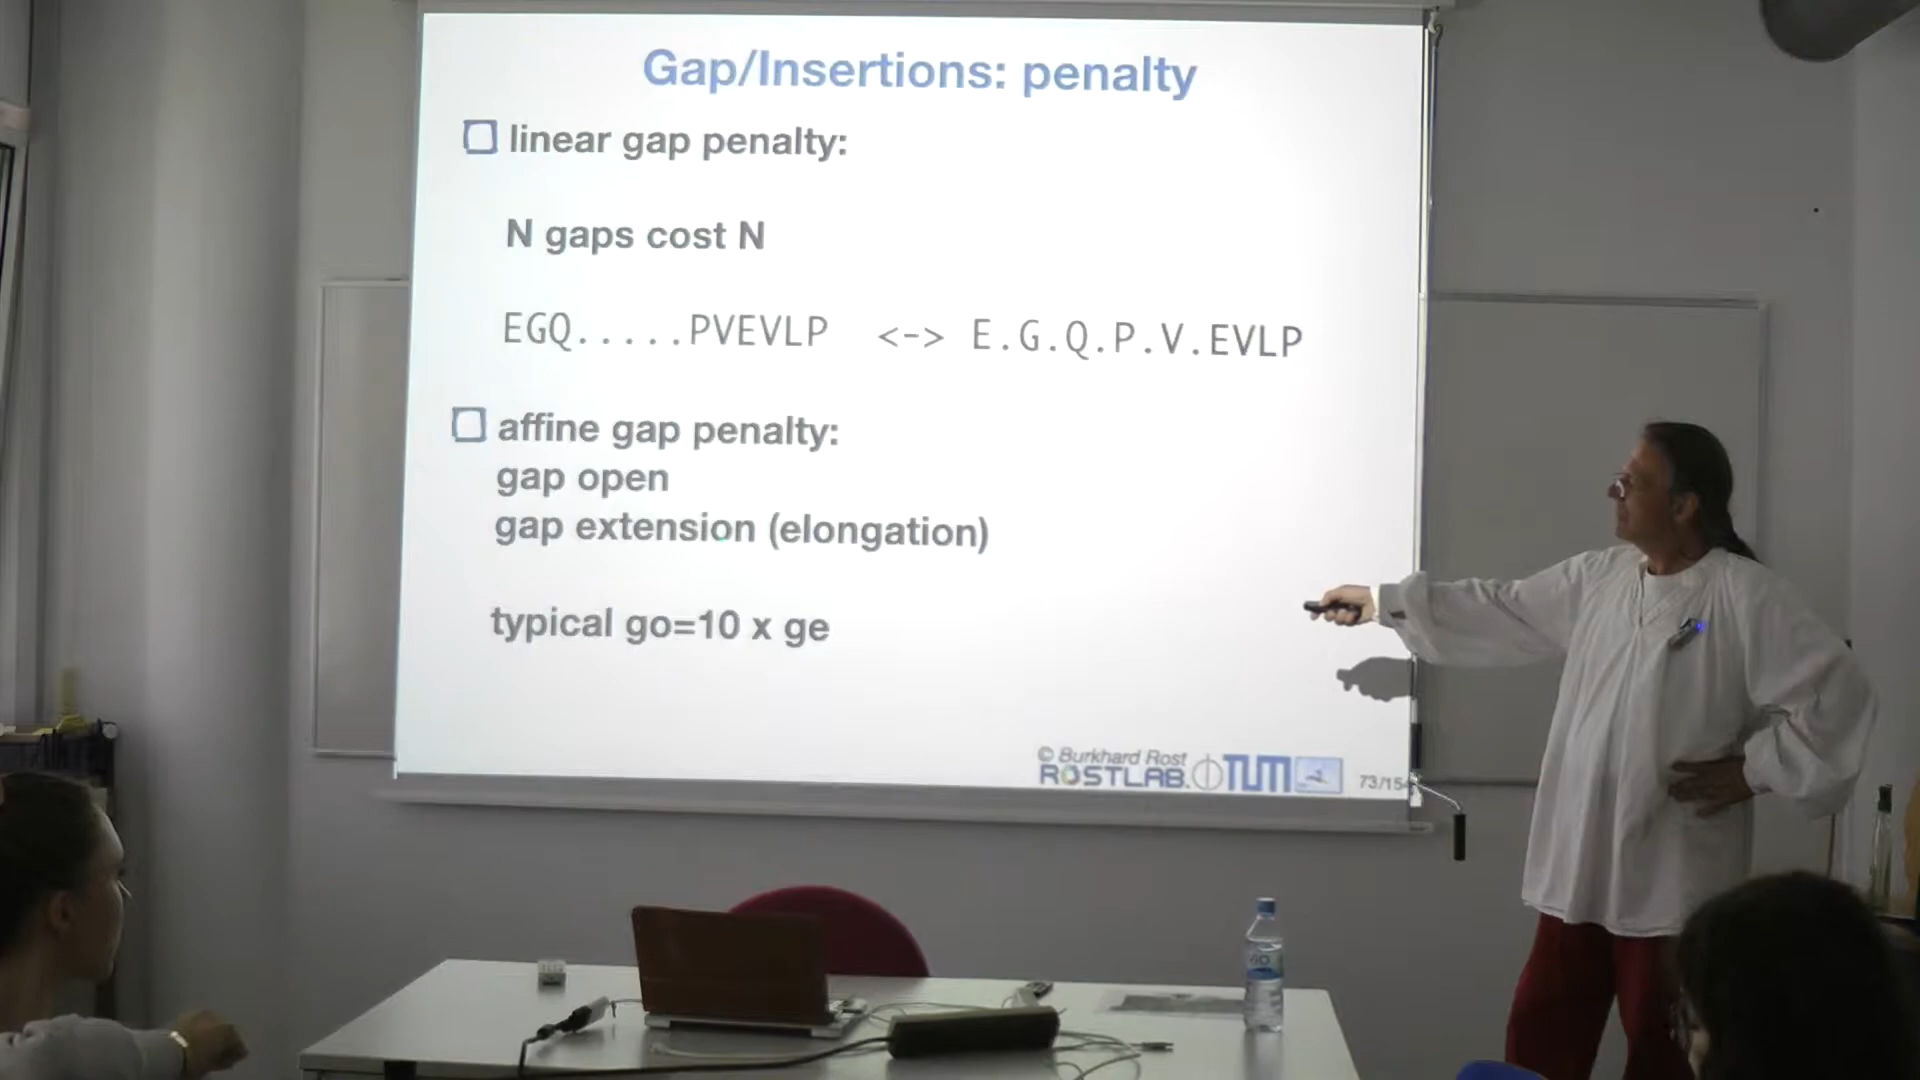 Gap/Insertions: penalty
linear gap penalty:
N gaps cost N
EGQ.....PVEVLP <-> E.G.Q.P.V.EVLP
affine gap penalty:
gap open
gap extension (elongation)
typical go=10 x ge
© Burkhard Rost
ROSTLAB. TUM